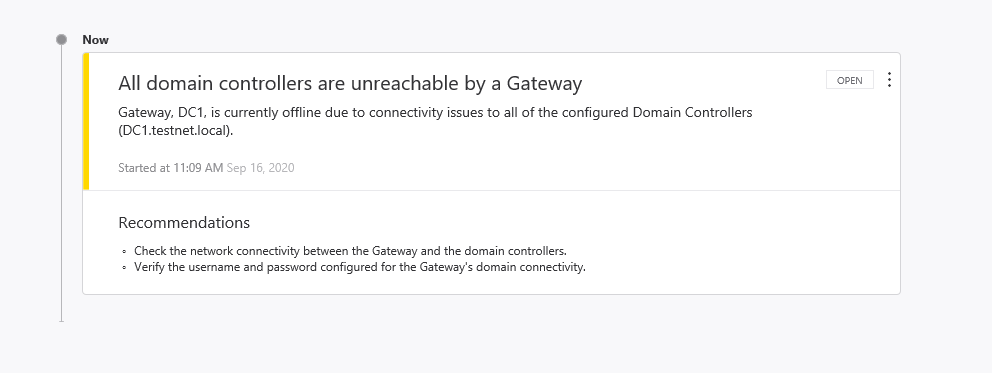 Now
All domain controllers are unreachable by a Gateway
OPEN
Gateway, DC1, is currently offline due to connectivity issues to all of the configured Domain Controllers
(DC1.testnet.local).
Started at 11:09 AM Sep 16, 2020
Recommendations
◦ Check the network connectivity between the Gateway and the domain controllers.
◦ Verify the username and password configured for the Gateway's domain connectivity.